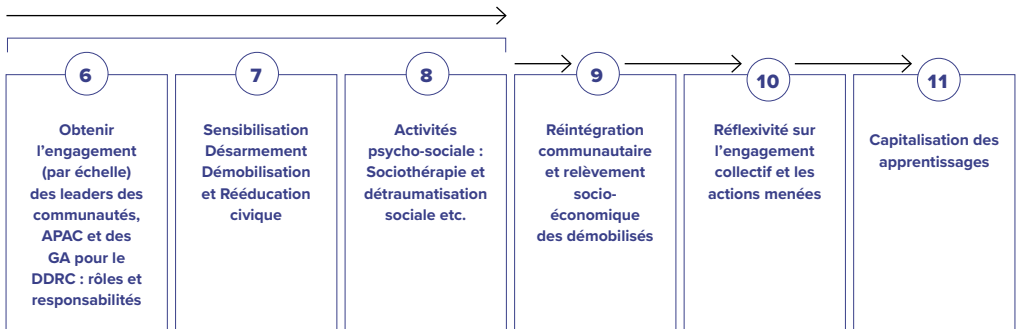 6
Obtenir
l’engagement
(par échelle)
des leaders des
communautés,
APAC et des
GA pour le
DDRC : rôles et
responsabilités
7
Sensibilisation
Désarmement
Démobilisation
et Rééducation
civique
8
Activités
psycho-sociale :
Sociothérapie et
détraumatisation
sociale etc.
9
Réintégration
communautaire
et relèvement
socio-
économique
des démobilisés
10
Réflexivité sur
l’engagement
collectif et les
actions menées
11
Capitalisation des
apprentissages